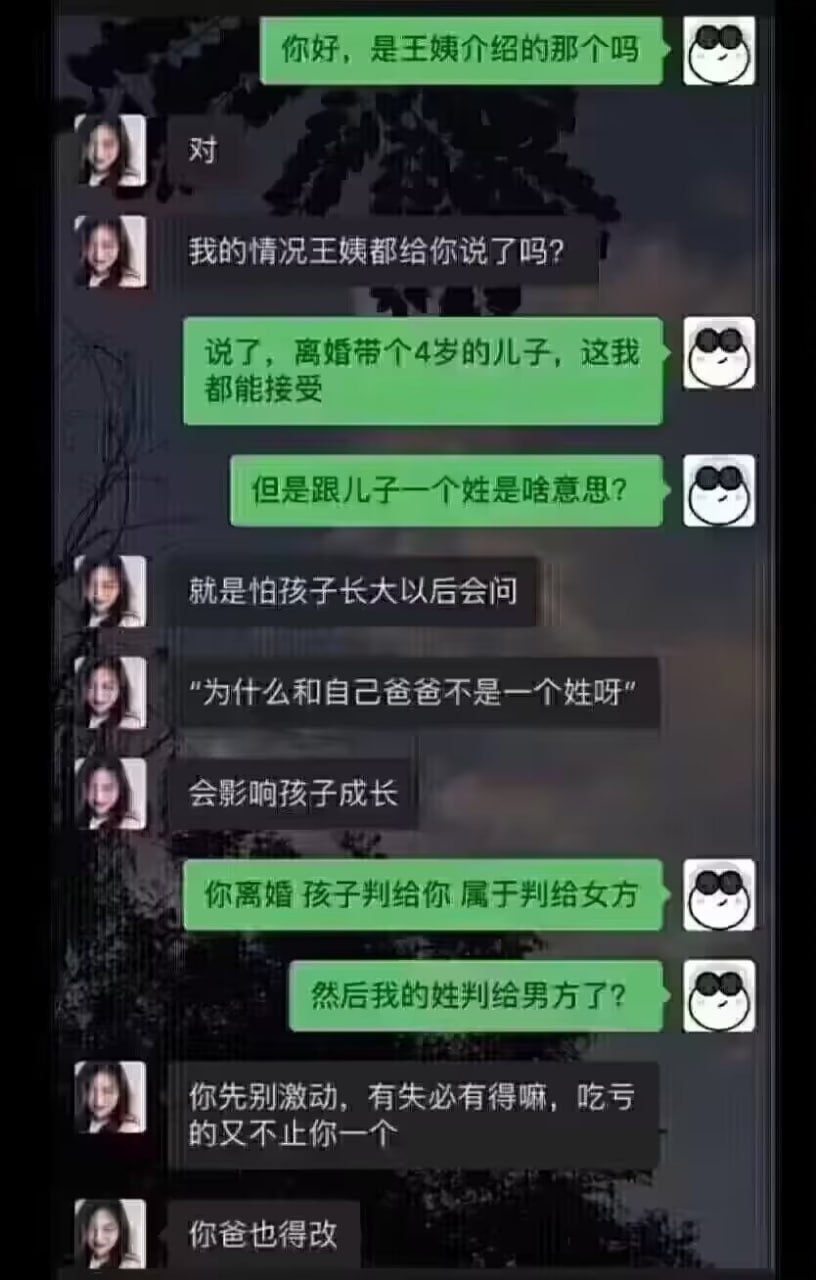 你好，是王姨介绍的那个吗
对
我的情况王姨都给你说了吗？
说了，离婚带个4岁的儿子，这我
都能接受
但是跟儿子一个姓是啥意思？
就是怕孩子长大以后会问
“为什么和自己爸爸不是一个姓呀”
会影响孩子成长
你离婚 孩子判给你 属于判给女方
然后我的姓判给男方了？
你先别激动，有失必有得嘛，吃亏
的又不止你一个
你爸也得改